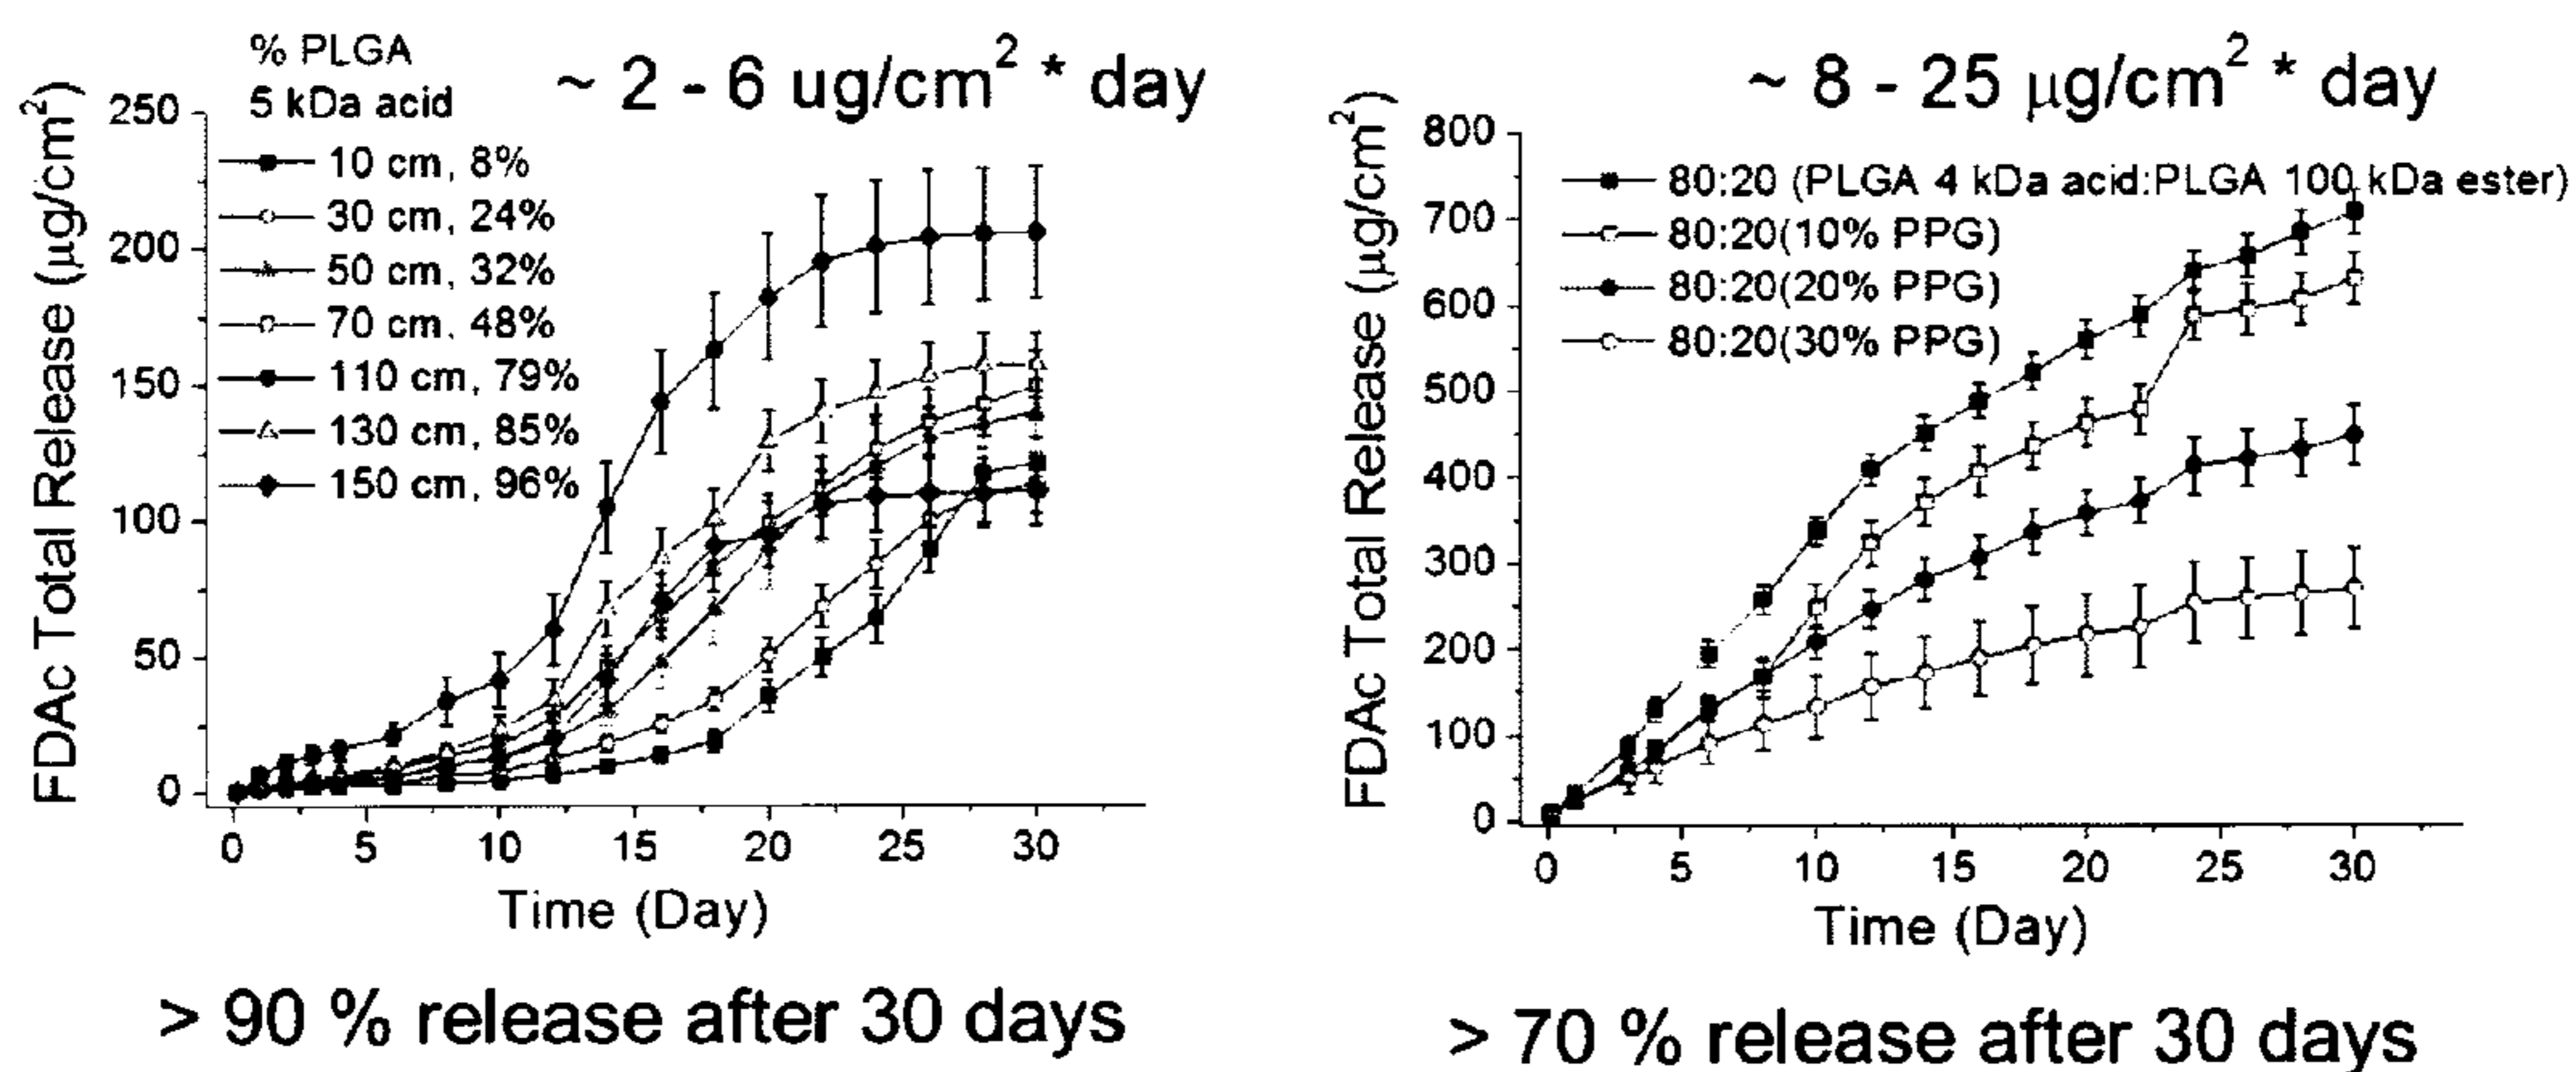 % PLGA
5 kDa acid
~ 2 - 6 ug/cm² * day
10 cm, 8%
30 cm, 24%
50 cm, 32%
70 cm, 48%
110 cm, 79%
130 cm, 85%
150 cm, 96%
FDAc Total Release (µg/cm²)
250
200
150
100
50
0
0 5 10 15 20 25 30
Time (Day)
> 90 % release after 30 days
~ 8 - 25 µg/cm² * day
80:20 (PLGA 4 kDa acid:PLGA 100 kDa ester)
80:20(10% PPG)
80:20(20% PPG)
80:20(30% PPG)
FDAc Total Release (µg/cm²)
800
700
600
500
400
300
200
100
0
0 5 10 15 20 25 30
Time (Day)
> 70 % release after 30 days